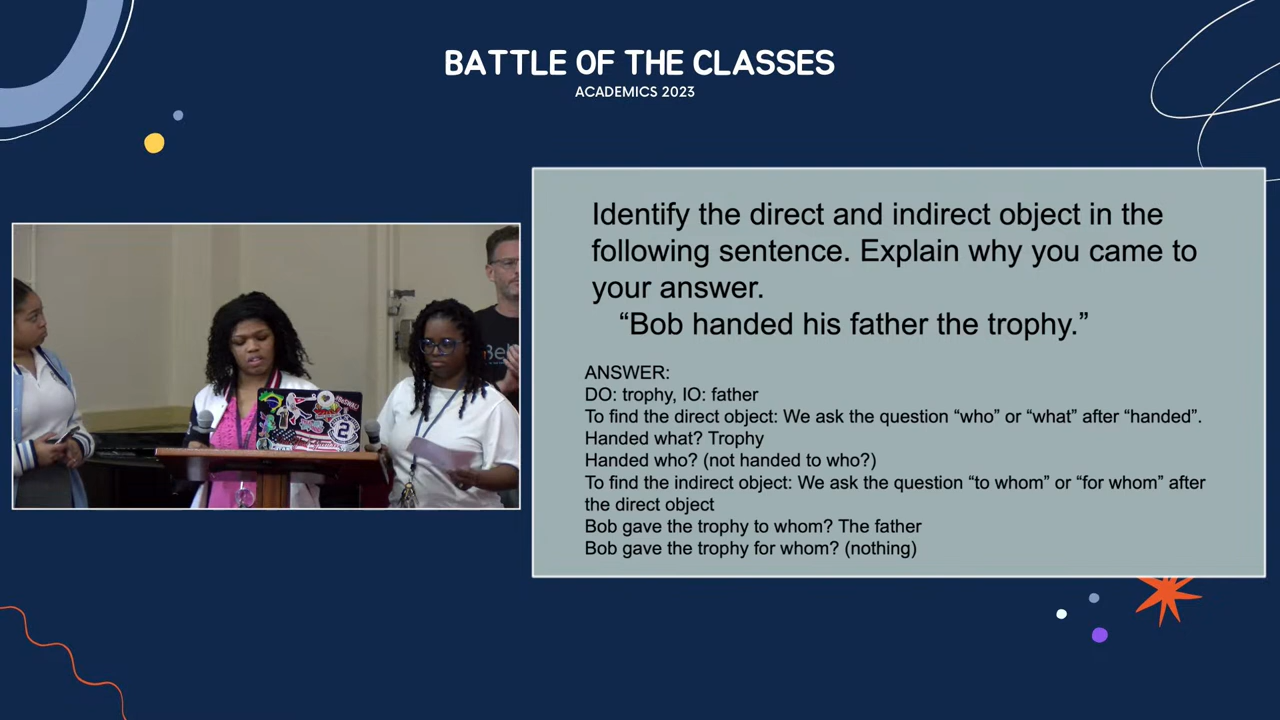 BATTLE OF THE CLASSES
ACADEMICS 2023
Identify the direct and indirect object in the
following sentence. Explain why you came to
your answer.
“Bob handed his father the trophy.”
ANSWER:
DO: trophy, IO: father
To find the direct object: We ask the question “who” or “what” after “handed”.
Handed what? Trophy
Handed who? (not handed to who?)
To find the indirect object: We ask the question “to whom” or “for whom” after
the direct object
Bob gave the trophy to whom? The father
Bob gave the trophy for whom? (nothing)
2